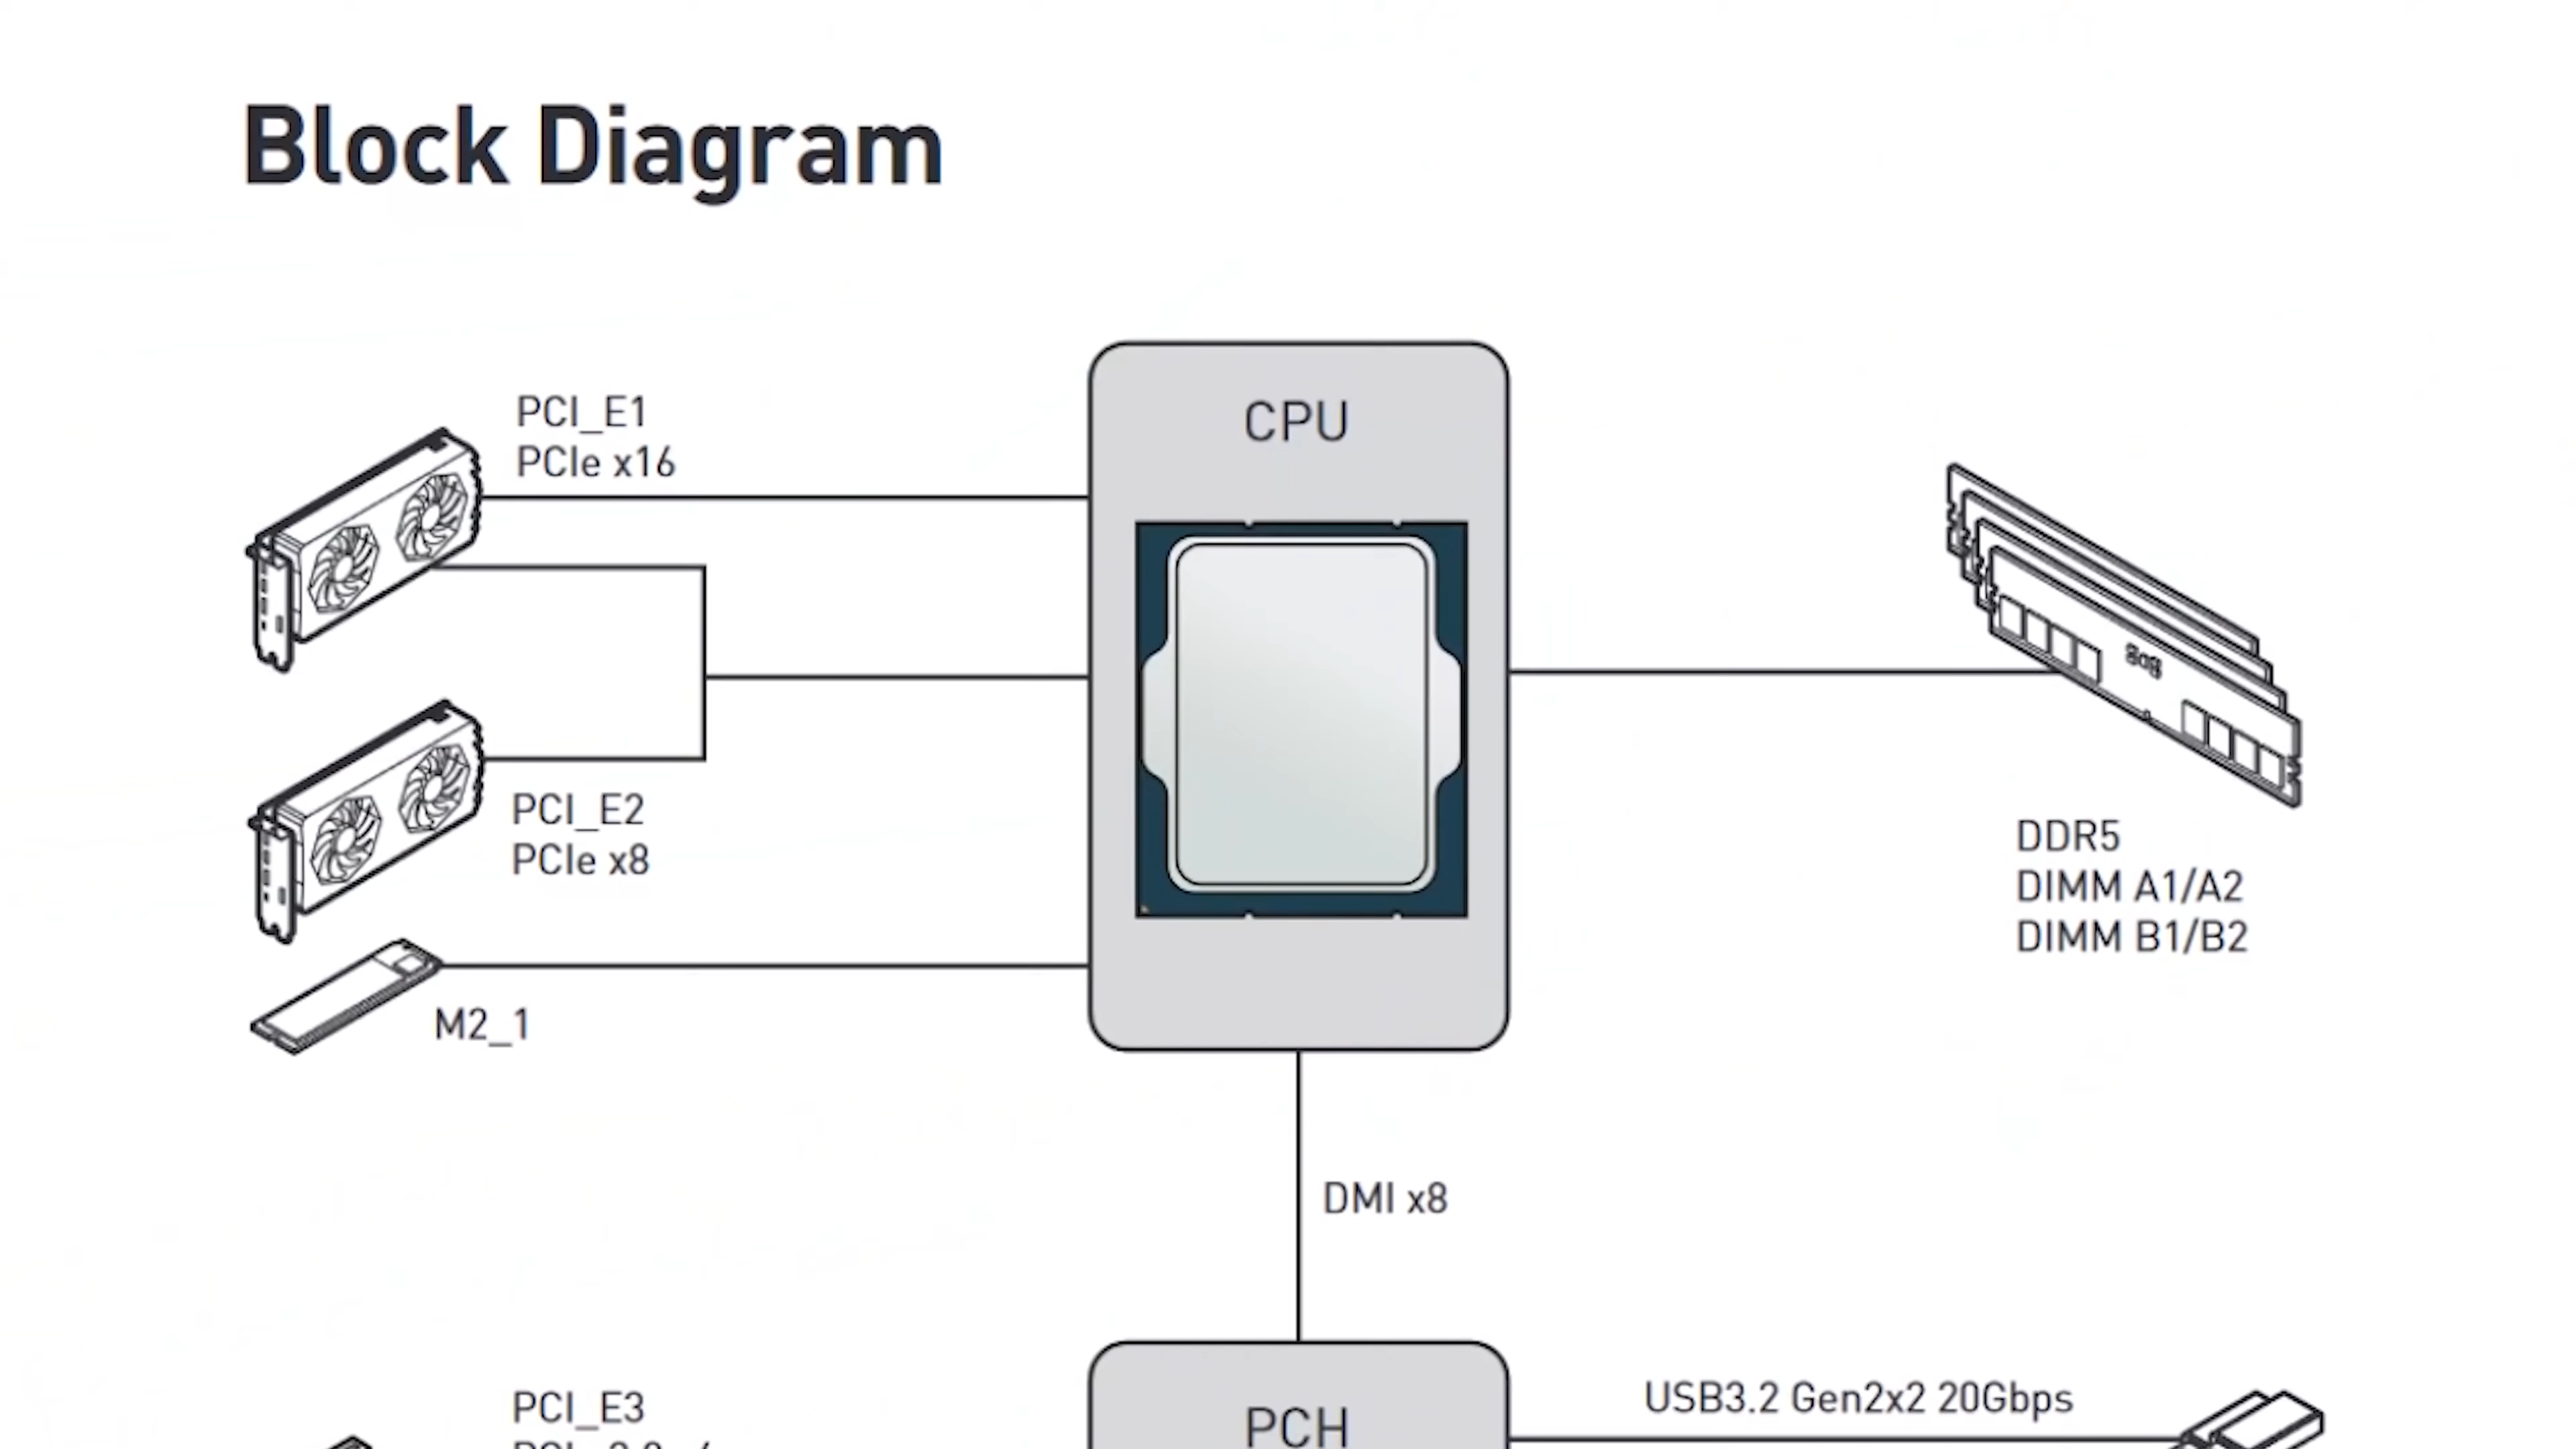 Block Diagram
PCI_E1
PCIe x16
CPU
PCI_E2
PCIe x8
DDR5
DIMM A1/A2
DIMM B1/B2
M2_1
DMI x8
PCI_E3
USB3.2 Gen2x2 20Gbps
PCH